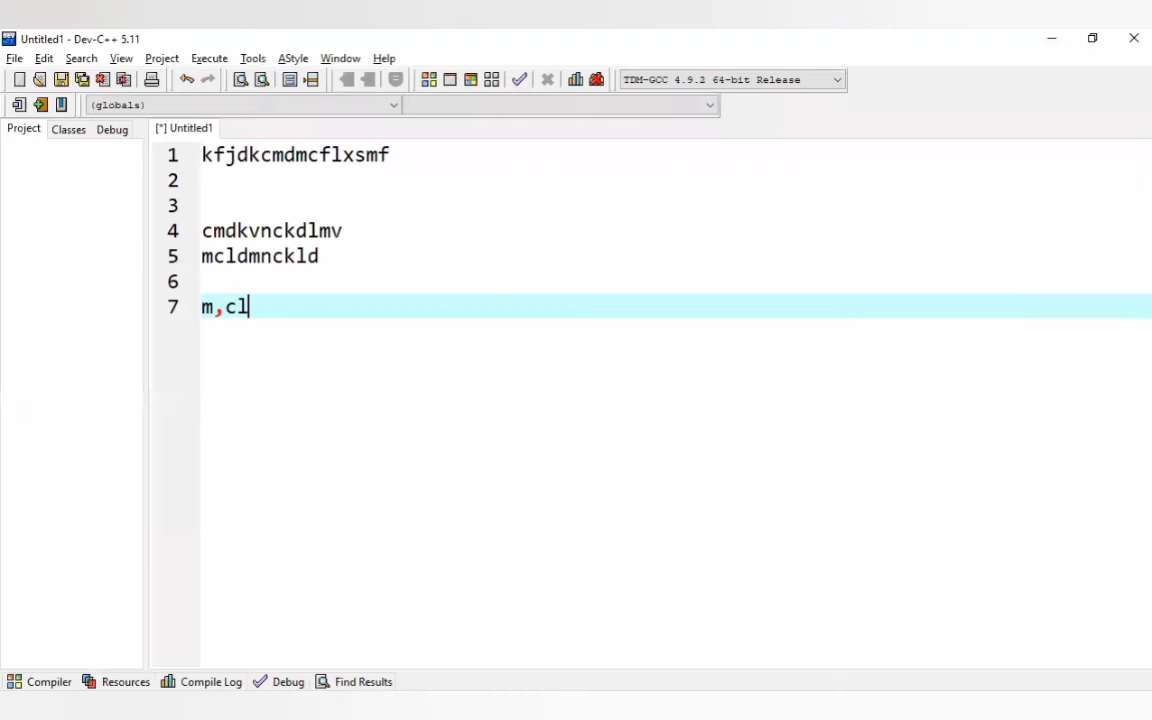 Untitled1 - Dev-C++ 5.11
File Edit Search View Project Execute Tools AStyle Window Help
TDM-GCC 4.9.2 64-bit Release
(globals)
Project Classes Debug [*] Untitled1
1 kfjdkcmdmcflxsmf
2
3
4 cmdkvnckdlmv
5 mcldmnckld
6
7 m,cl
Compiler Resources Compile Log Debug Find Results